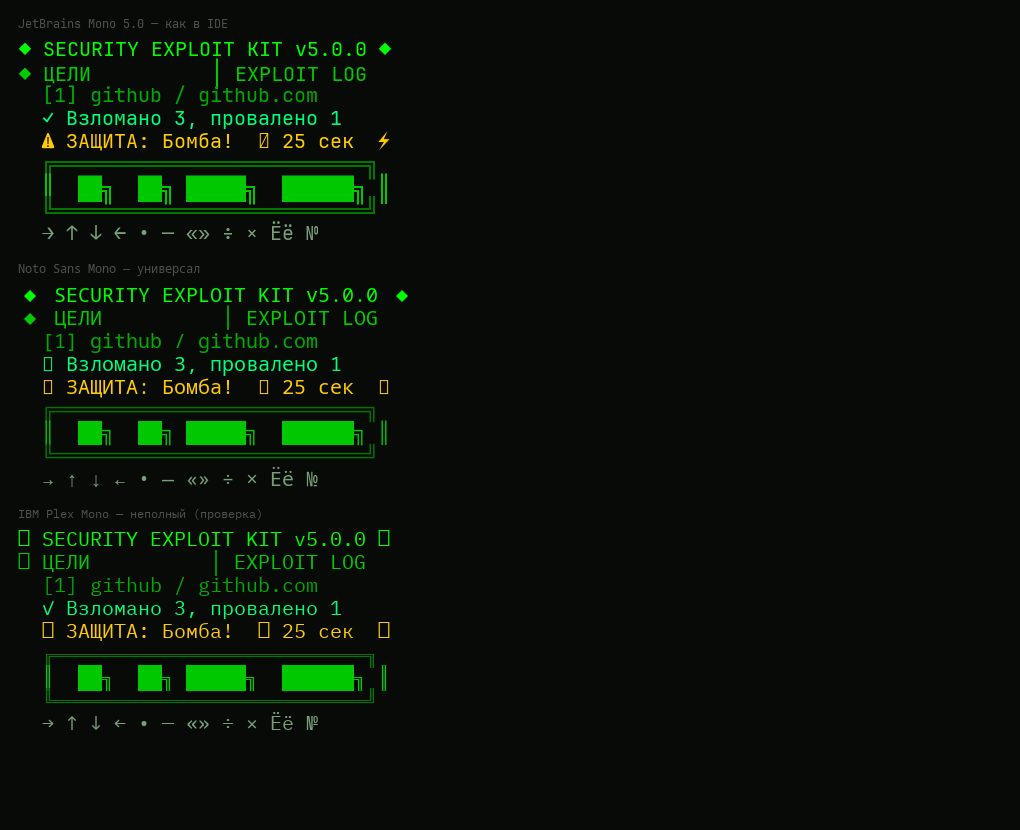 JetBrains Mono 5.0 — как в IDE
◆ SECURITY EXPLOIT KIT v5.0.0 ◆
◆ ЦЕЛИ │ EXPLOIT LOG
[1] github / github.com
✓ Взломано 3, провалено 1
⚠ ЗАЩИТА: Бомба! 25 сек ⚡
→ ↑ ↓ ← • — «» ÷ × Ёё №
Noto Sans Mono — универсал
◆ SECURITY EXPLOIT KIT v5.0.0 ◆
◆ ЦЕЛИ │ EXPLOIT LOG
[1] github / github.com
Взломано 3, провалено 1
ЗАЩИТА: Бомба! 25 сек
→ ↑ ↓ ← • — «» ÷ × Ёё №
IBM Plex Mono — неполный (проверка)
SECURITY EXPLOIT KIT v5.0.0
ЦЕЛИ │ EXPLOIT LOG
[1] github / github.com
✓ Взломано 3, провалено 1
ЗАЩИТА: Бомба! 25 сек
→ ↑ ↓ ← • — «» ÷ × Ёё №